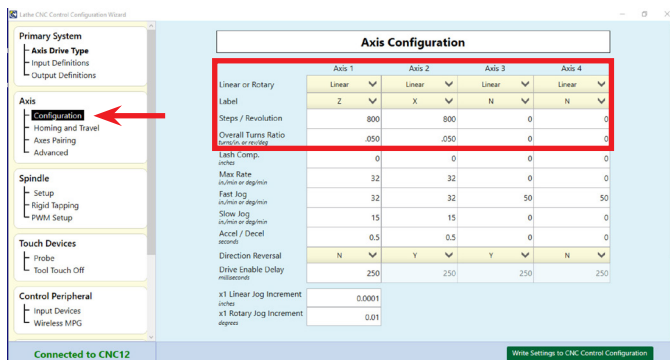 Lathe CNC Control Configuration Wizard
Primary System
Axis Drive Type
Input Definitions
Output Definitions
Axis
Configuration
Homing and Travel
Axes Pairing
Advanced
Spindle
Setup
Rigid Tapping
PWM Setup
Touch Devices
Probe
Tool Touch Off
Control Peripheral
Input Devices
Wireless MPG
Connected to CNC12
Axis Configuration
Axis 1 Axis 2 Axis 3 Axis 4
Linear or Rotary Linear Linear Linear Linear
Label Z X N N
Steps / Revolution 800 800 0 0
Overall Turns Ratio .050 .050 0 0
turns/in. or rev/deg
Lash Comp. 0 0 0 0
inches
Max Rate 32 32 0 0
in./min or deg/min
Fast Jog 32 32 50 50
in./min or deg/min
Slow Jog 15 15 0 0
in./min or deg/min
Accel / Decel 0.5 0.5 0 0
seconds
Direction Reversal N Y Y N
Drive Enable Delay 250 250 250 250
milliseconds
x1 Linear Jog Increment 0.0001
inches
x1 Rotary Jog Increment 0.01
degrees
Write Settings to CNC Control Configuration